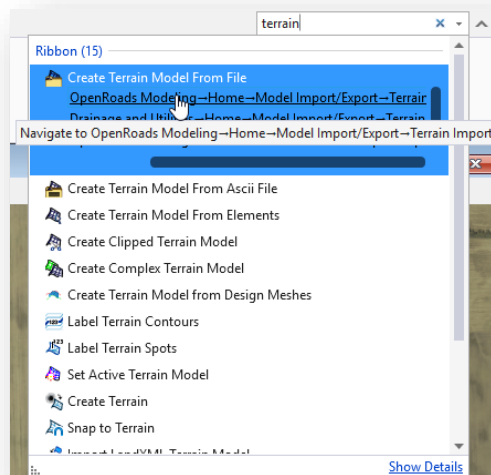 terrain
Ribbon (15)
Create Terrain Model From File
OpenRoads Modeling→Home→Model Import/Export→Terrain
Drainage and Utilities→Home→Model Import/Export→Terrain
Navigate to OpenRoads Modeling→Home→Model Import/Export→Terrain Import
Create Terrain Model From Ascii File
Create Terrain Model From Elements
Create Clipped Terrain Model
Create Complex Terrain Model
Create Terrain Model from Design Meshes
Label Terrain Contours
Label Terrain Spots
Set Active Terrain Model
Create Terrain
Snap to Terrain
Import LandXML Terrain Model
Show Details